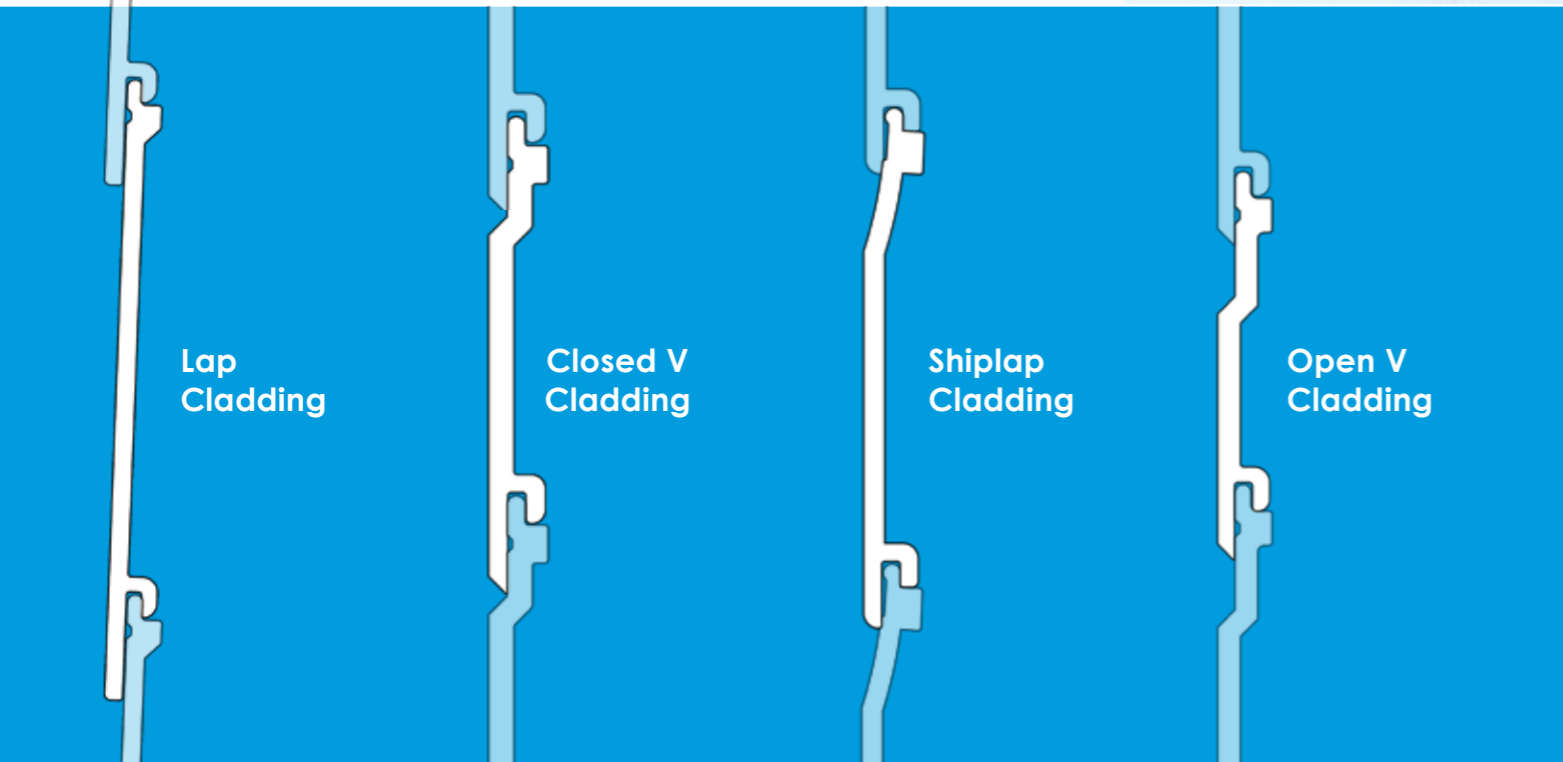 Lap
Cladding
Closed V
Cladding
Shiplap
Cladding
Open V
Cladding